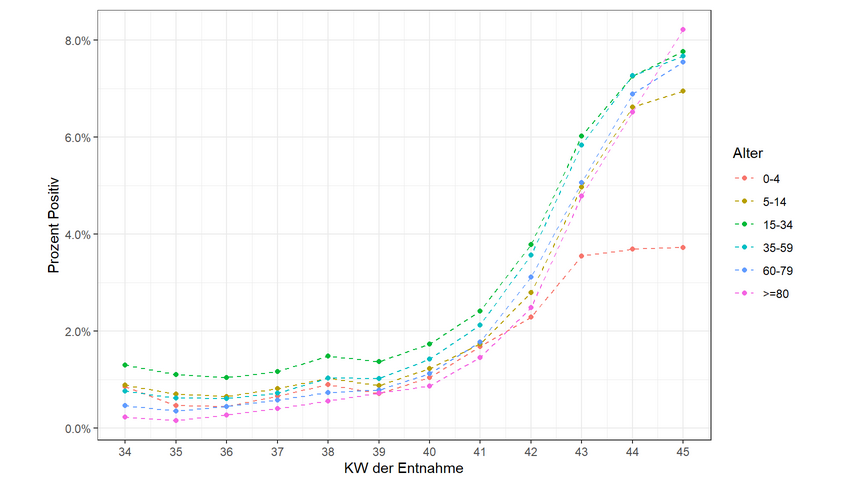 8.0%
6.0%
4.0%
2.0%
0.0%
Prozent Positiv
34 35 36 37 38 39 40 41 42 43 44 45
KW der Entnahme
Alter
0-4
5-14
15-34
35-59
60-79
>=80